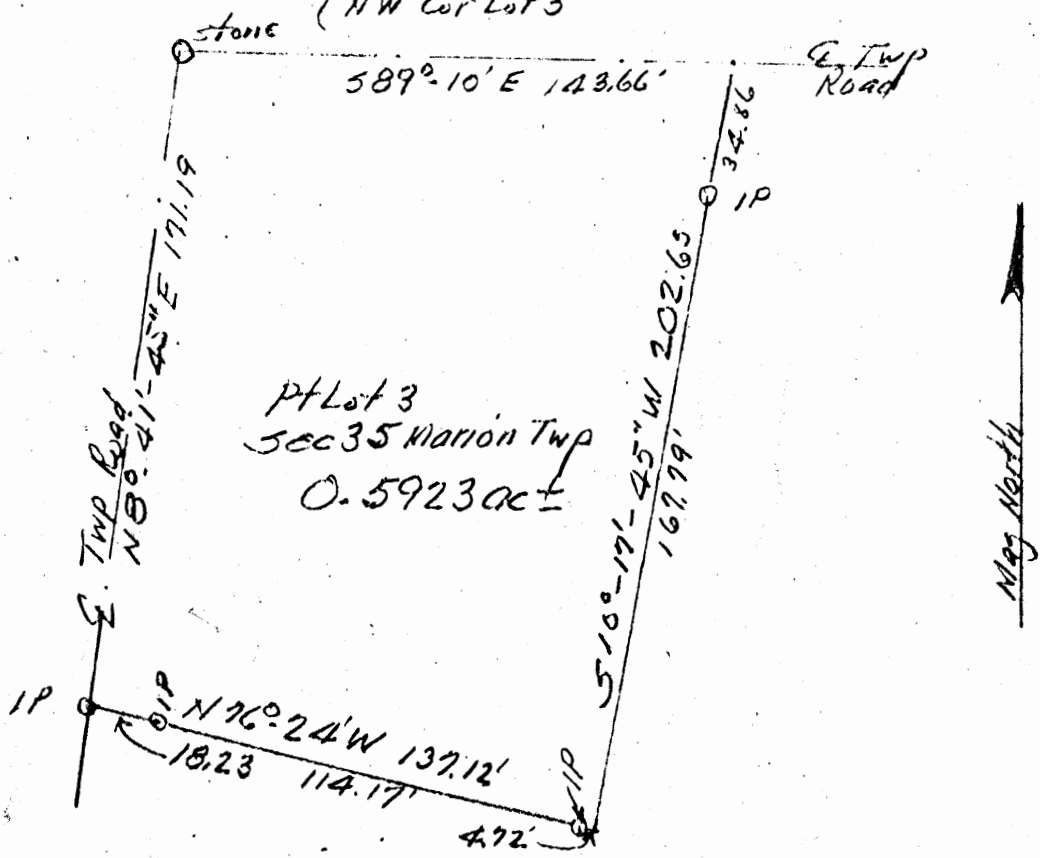 (NW Cor Lot 3
stone
S89°-10' E 143.66'
℄ Twp
Road
34.86
IP
N8°-41'-45" E 171.19
℄ Twp Road
S10°-17'-45" W 202.65
167.79'
Pt Lot 3
Sec 35 Marion Twp
0.5923 ac ±
Mag North
IP
IP
N76°-24' W 137.12'
18.23
114.17'
IP
4.72'